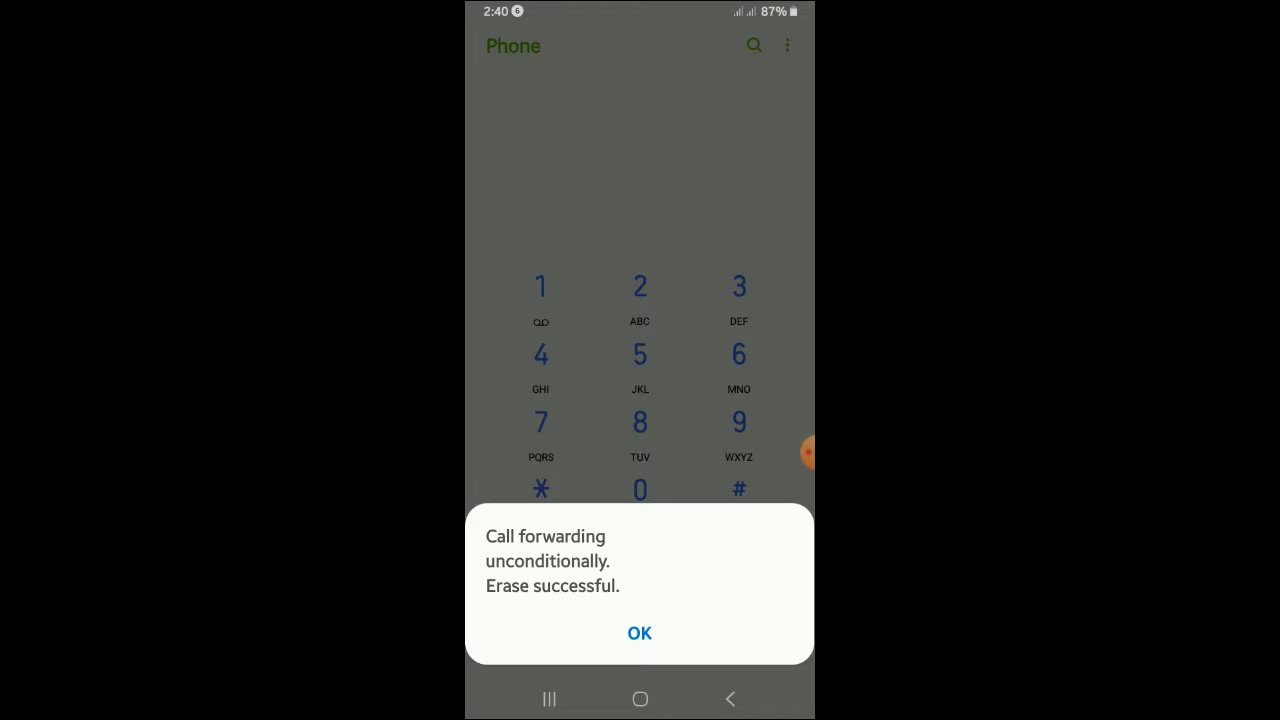 2:40 6 87%
Phone
1 2 3
ABC DEF
4 5 6
GHI JKL MNO
7 8 9
PQRS TUV WXYZ
* 0 #
Call forwarding
unconditionally.
Erase successful.
OK